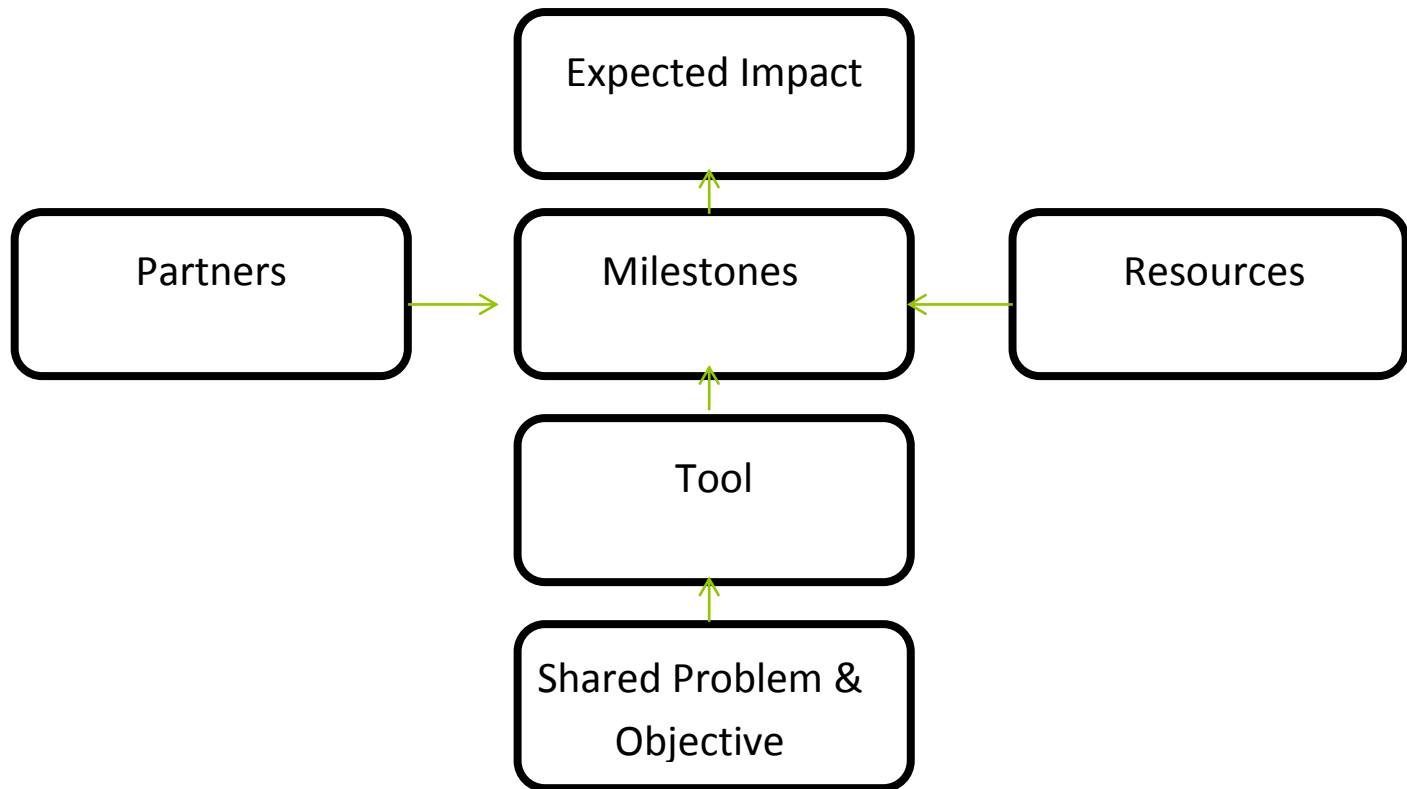 Expected Impact
Partners
Milestones
Resources
Tool
Shared Problem &
Objective